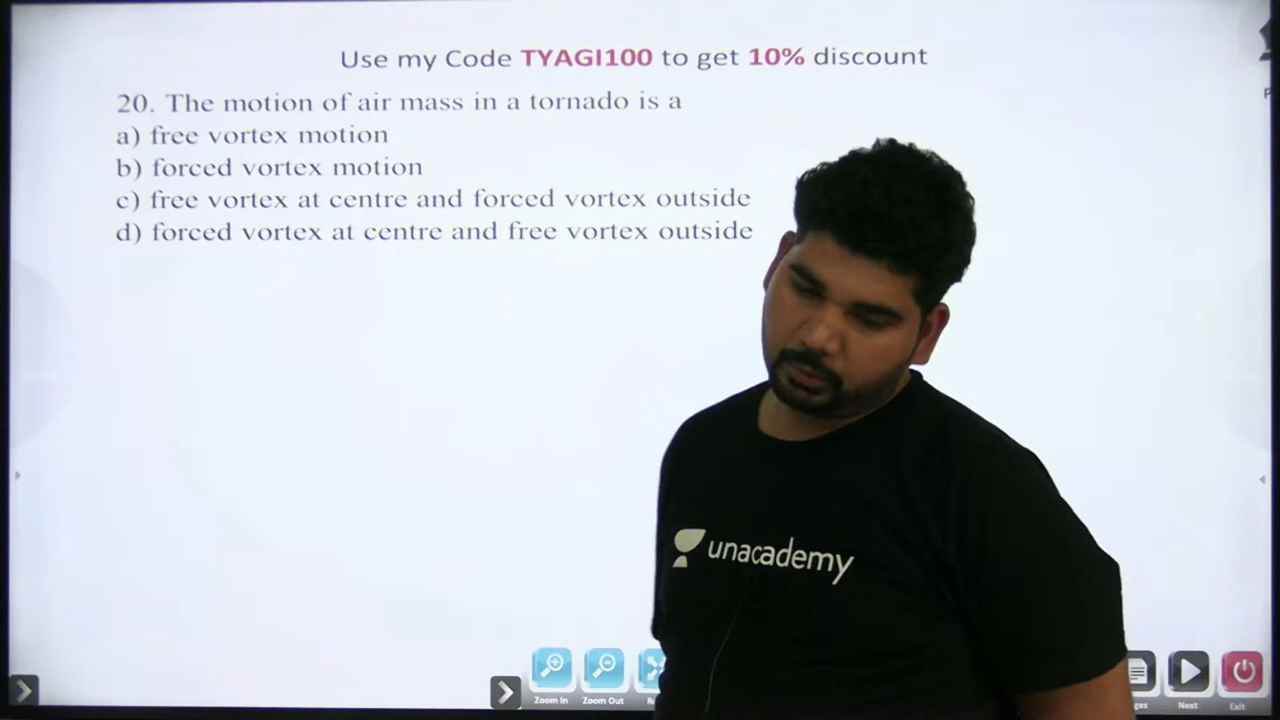 Use my Code TYAGI100 to get 10% discount
20. The motion of air mass in a tornado is a
a) free vortex motion
b) forced vortex motion
c) free vortex at centre and forced vortex outside
d) forced vortex at centre and free vortex outside
unacademy
Zoom In Zoom Out Next Exit